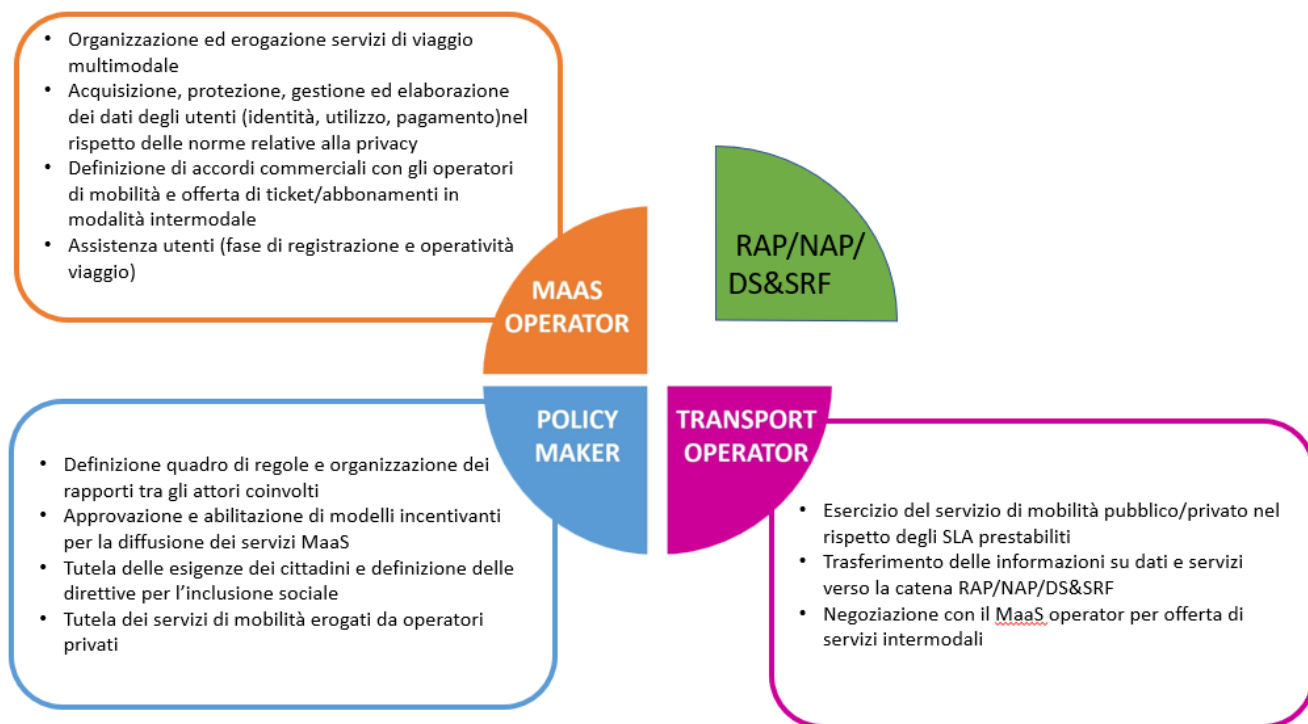 • Organizzazione ed erogazione servizi di viaggio
multimodale
• Acquisizione, protezione, gestione ed elaborazione
dei dati degli utenti (identità, utilizzo, pagamento)nel
rispetto delle norme relative alla privacy
• Definizione di accordi commerciali con gli operatori
di mobilità e offerta di ticket/abbonamenti in
modalità intermodale
• Assistenza utenti (fase di registrazione e operatività
viaggio)
MAAS
OPERATOR
RAP/NAP/
DS&SRF
POLICY
MAKER
TRANSPORT
OPERATOR
• Definizione quadro di regole e organizzazione dei
rapporti tra gli attori coinvolti
• Approvazione e abilitazione di modelli incentivanti
per la diffusione dei servizi MaaS
• Tutela delle esigenze dei cittadini e definizione delle
direttive per l’inclusione sociale
• Tutela dei servizi di mobilità erogati da operatori
privati
• Esercizio del servizio di mobilità pubblico/privato nel
rispetto degli SLA prestabiliti
• Trasferimento delle informazioni su dati e servizi
verso la catena RAP/NAP/DS&SRF
• Negoziazione con il MaaS operator per offerta di
servizi intermodali